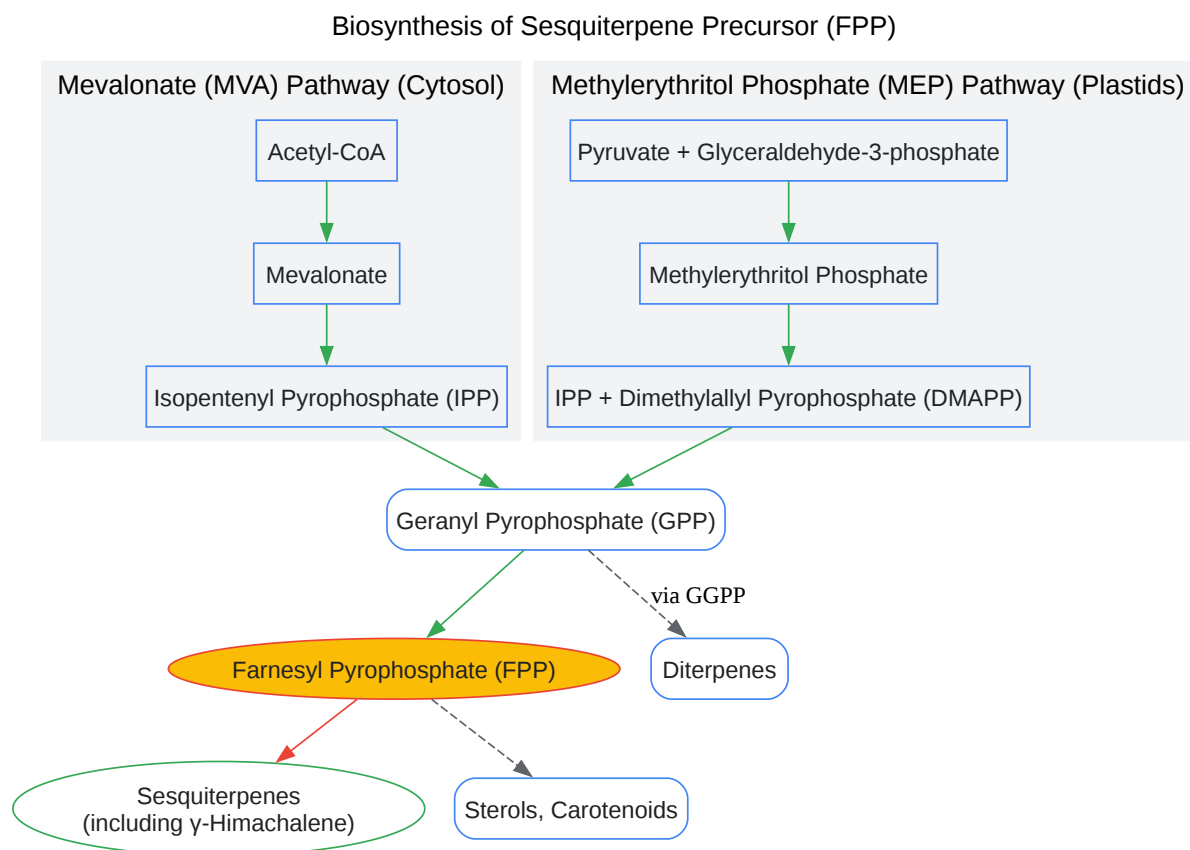 Biosynthesis of Sesquiterpene Precursor (FPP)
Mevalonate (MVA) Pathway (Cytosol)
Methylerythritol Phosphate (MEP) Pathway (Plastids)
Acetyl-CoA
Pyruvate + Glyceraldehyde-3-phosphate
Mevalonate
Methylerythritol Phosphate
Isopentenyl Pyrophosphate (IPP)
IPP + Dimethylallyl Pyrophosphate (DMAPP)
Geranyl Pyrophosphate (GPP)
via GGPP
Farnesyl Pyrophosphate (FPP)
Diterpenes
Sesquiterpenes
(including γ-Himachalene)
Sterols, Carotenoids